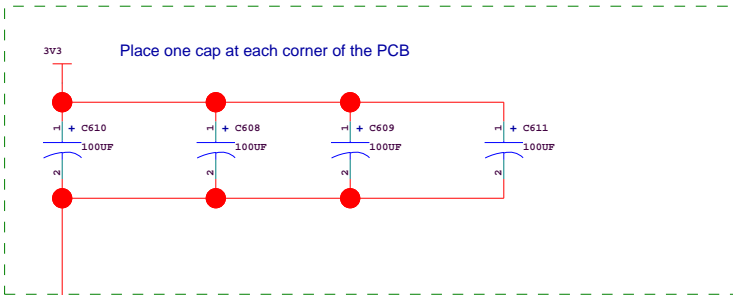 Place one cap at each corner of the PCB
3V3
1 + C610 1 + C608 1 + C609 1 + C611
100UF 100UF 100UF 100UF
2 2 2 2